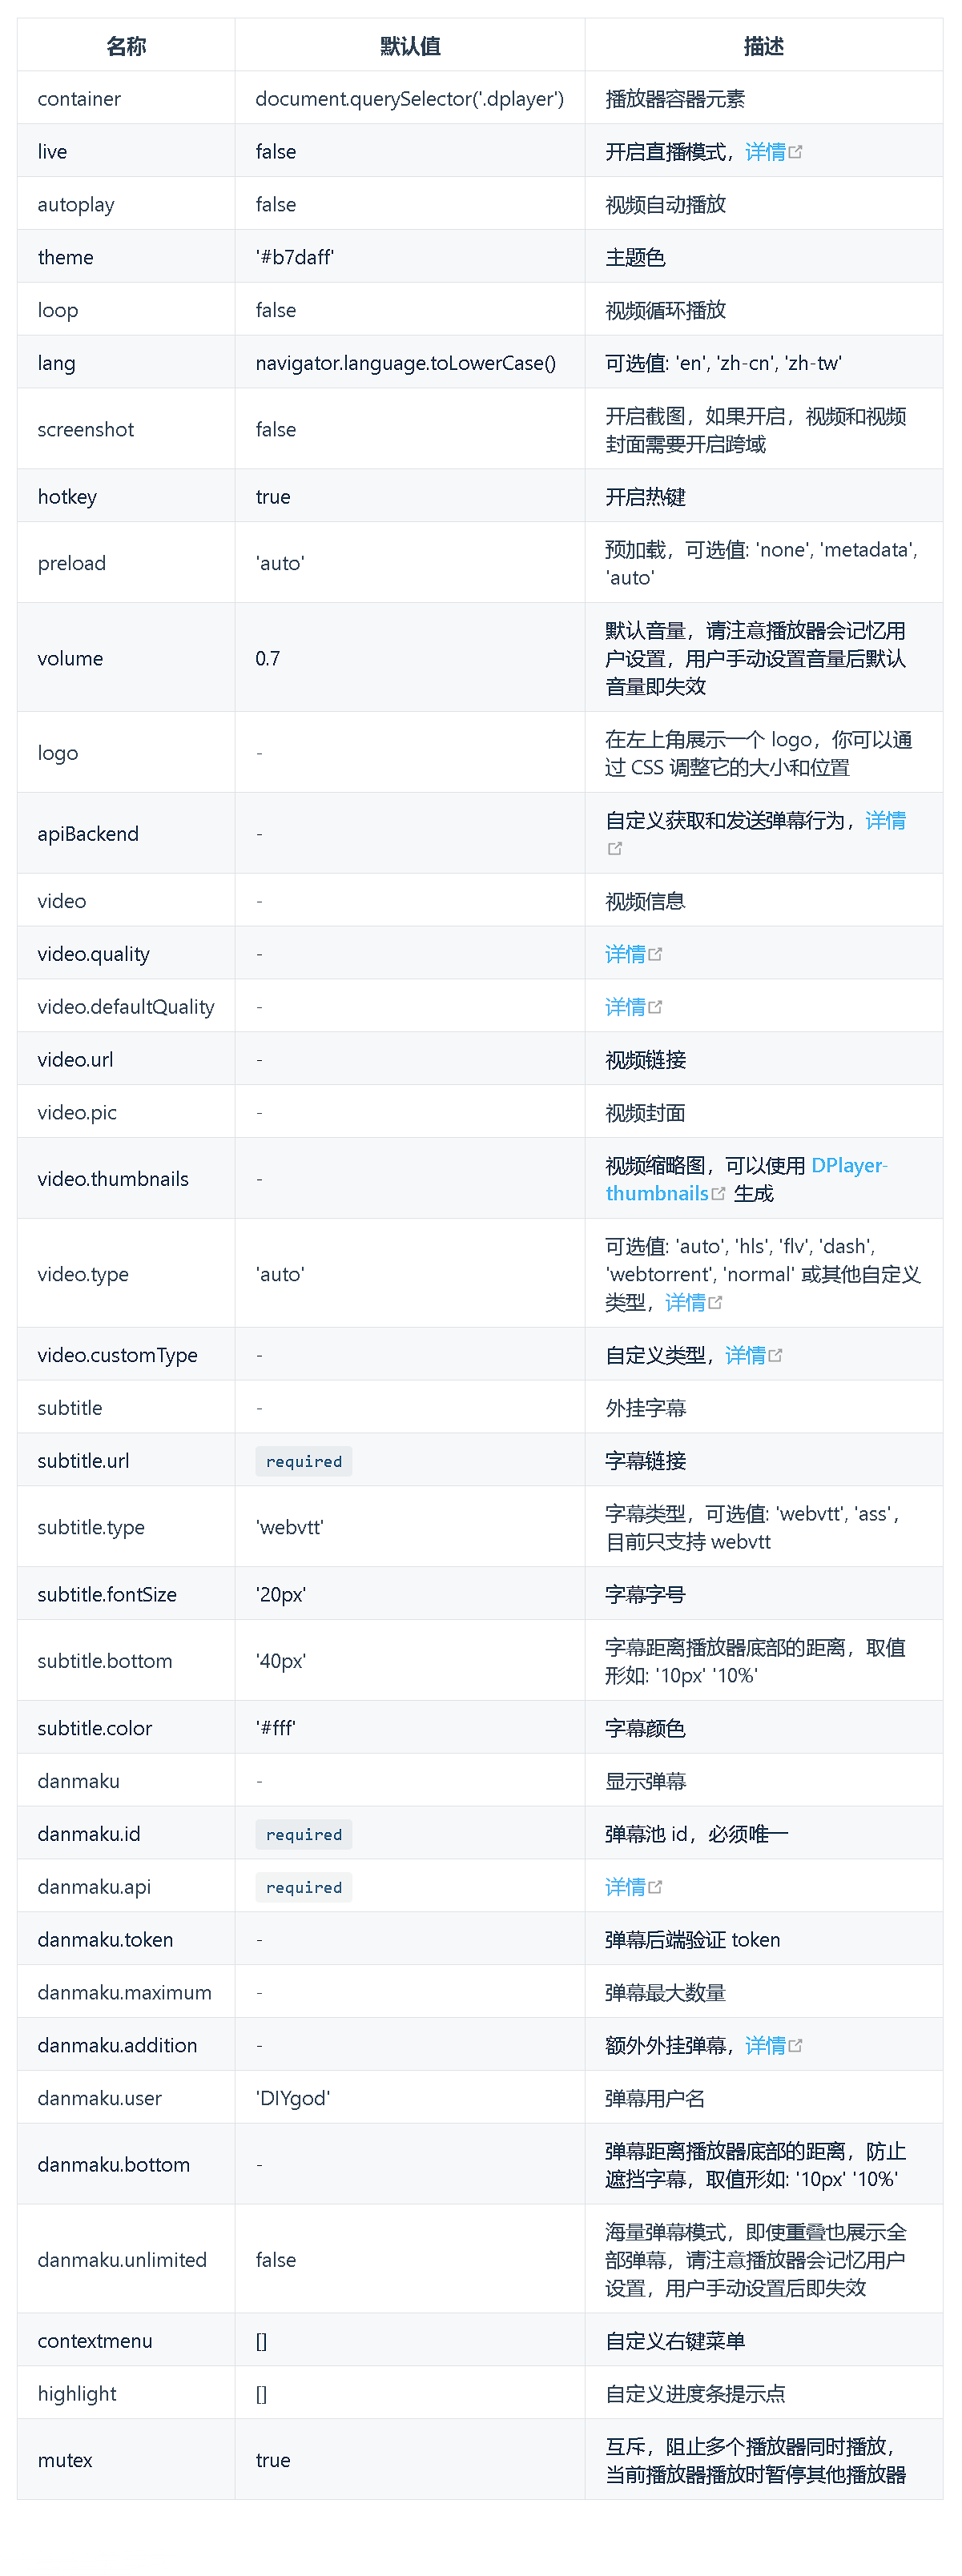 名称 默认值 描述
container document.querySelector('.dplayer') 播放器容器元素
live false 开启直播模式，详情
autoplay false 视频自动播放
theme '#b7daff' 主题色
loop false 视频循环播放
lang navigator.language.toLowerCase() 可选值: 'en', 'zh-cn', 'zh-tw'
screenshot false 开启截图，如果开启，视频和视频
封面需要开启跨域
hotkey true 开启热键
preload 'auto' 预加载，可选值: 'none', 'metadata',
'auto'
volume 0.7 默认音量，请注意播放器会记忆用
户设置，用户手动设置音量后默认
音量即失效
logo - 在左上角展示一个 logo，你可以通
过 CSS 调整它的大小和位置
apiBackend - 自定义获取和发送弹幕行为，详情
video - 视频信息
video.quality - 详情
video.defaultQuality - 详情
video.url - 视频链接
video.pic - 视频封面
video.thumbnails - 视频缩略图，可以使用 DPlayer-
thumbnails 生成
video.type 'auto' 可选值: 'auto', 'hls', 'flv', 'dash',
'webtorrent', 'normal' 或其他自定义
类型，详情
video.customType - 自定义类型，详情
subtitle - 外挂字幕
subtitle.url required 字幕链接
subtitle.type 'webvtt' 字幕类型，可选值: 'webvtt', 'ass'，
目前只支持 webvtt
subtitle.fontSize '20px' 字幕字号
subtitle.bottom '40px' 字幕距离播放器底部的距离，取值
形如: '10px' '10%'
subtitle.color '#fff' 字幕颜色
danmaku - 显示弹幕
danmaku.id required 弹幕池 id，必须唯一
danmaku.api required 详情
danmaku.token - 弹幕后端验证 token
danmaku.maximum - 弹幕最大数量
danmaku.addition - 额外外挂弹幕，详情
danmaku.user 'DIYgod' 弹幕用户名
danmaku.bottom - 弹幕距离播放器底部的距离，防止
遮挡字幕，取值形如: '10px' '10%'
danmaku.unlimited false 海量弹幕模式，即使重叠也展示全
部弹幕，请注意播放器会记忆用户
设置，用户手动设置后即失效
contextmenu [] 自定义右键菜单
highlight [] 自定义进度条提示点
mutex true 互斥，阻止多个播放器同时播放，
当前播放器播放时暂停其他播放器